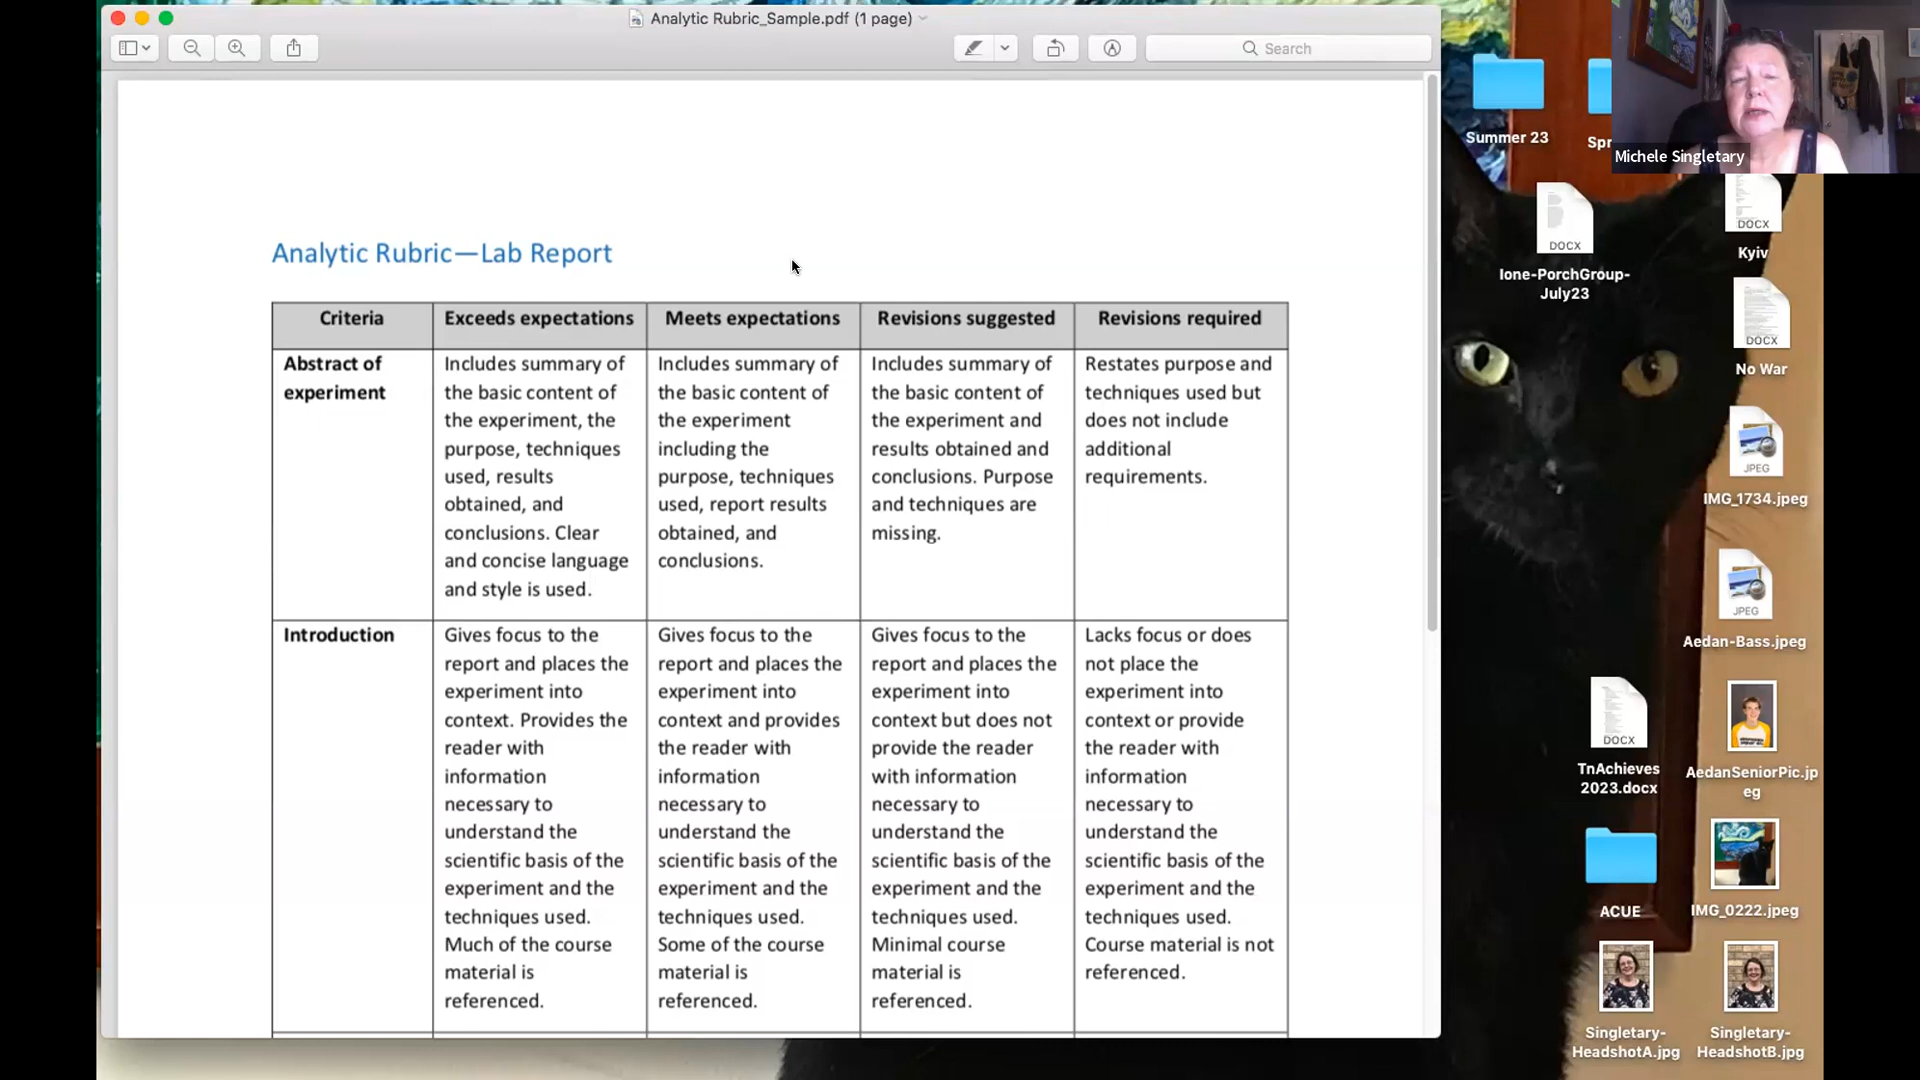 Analytic Rubric_Sample.pdf (1 page)
Search
Analytic Rubric—Lab Report
Criteria
Exceeds expectations
Meets expectations
Revisions suggested
Revisions required
Abstract of
experiment
Includes summary of
the basic content of
the experiment, the
purpose, techniques
used, results
obtained, and
conclusions. Clear
and concise language
and style is used.
Includes summary of
the basic content of
the experiment
including the
purpose, techniques
used, report results
obtained, and
conclusions.
Includes summary of
the basic content of
the experiment and
results obtained and
conclusions. Purpose
and techniques are
missing.
Restates purpose and
techniques used but
does not include
additional
requirements.
Introduction
Gives focus to the
report and places the
experiment into
context. Provides the
reader with
information
necessary to
understand the
scientific basis of the
experiment and the
techniques used.
Much of the course
material is
referenced.
Gives focus to the
report and places the
experiment into
context and provides
the reader with
information
necessary to
understand the
scientific basis of the
experiment and the
techniques used.
Some of the course
material is
referenced.
Gives focus to the
report and places the
experiment into
context but does not
provide the reader
with information
necessary to
understand the
scientific basis of the
experiment and the
techniques used.
Minimal course
material is
referenced.
Lacks focus or does
not place the
experiment into
context or provide
the reader with
information
necessary to
understand the
scientific basis of the
experiment and the
techniques used.
Course material is not
referenced.
Summer 23
Spr
Michele Singletary
DOCX
Ione-PorchGroup-
July23
DOCX
Kyiv
DOCX
No War
JPEG
IMG_1734.jpeg
JPEG
Aedan-Bass.jpeg
DOCX
TnAchieves
2023.docx
AedanSeniorPic.jp
eg
ACUE
IMG_0222.jpeg
Singletary-
HeadshotA.jpg
Singletary-
HeadshotB.jpg